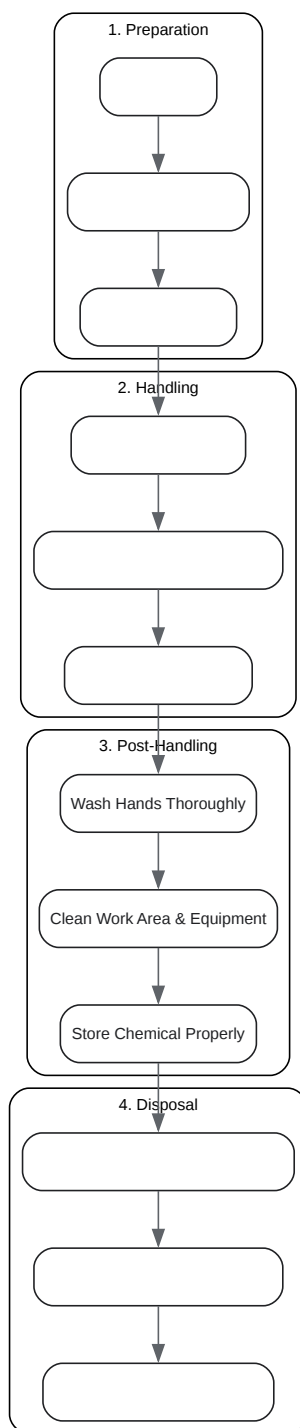 1. Preparation
2. Handling
3. Post-Handling
Wash Hands Thoroughly
Clean Work Area & Equipment
Store Chemical Properly
4. Disposal